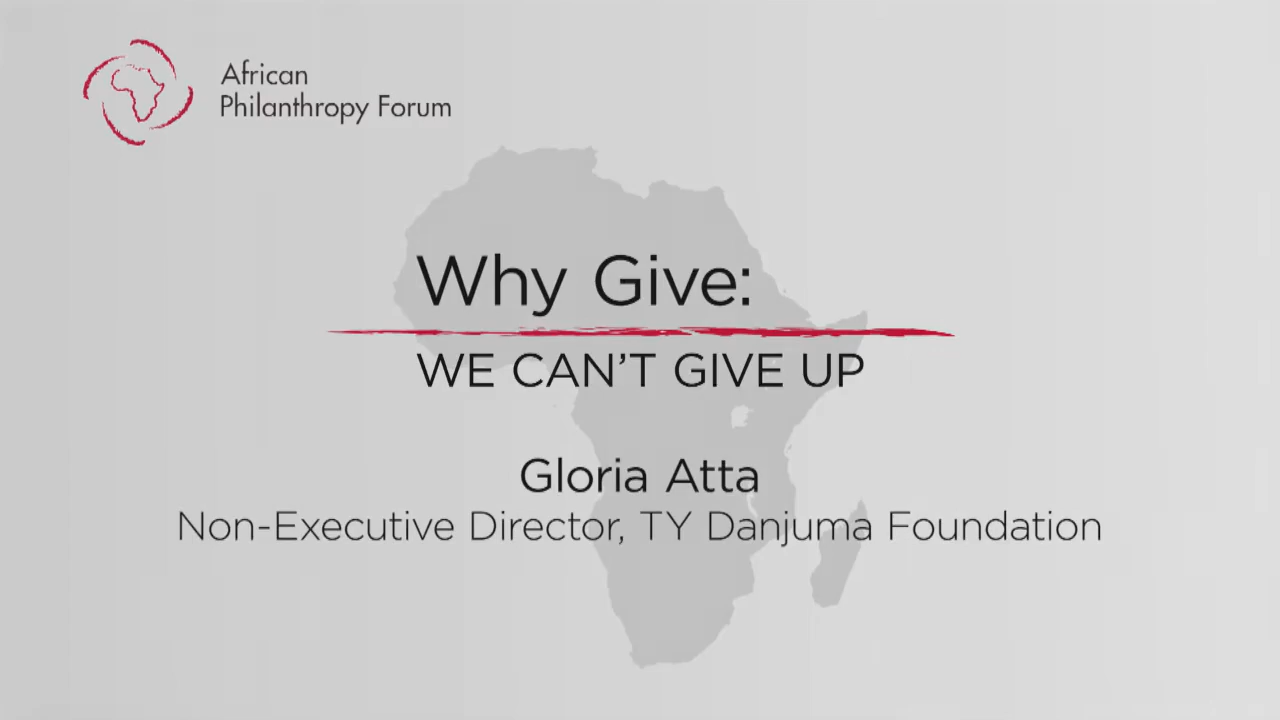 African
Philanthropy Forum
Why Give:
WE CAN'T GIVE UP
Gloria Atta
Non-Executive Director, TY Danjuma Foundation